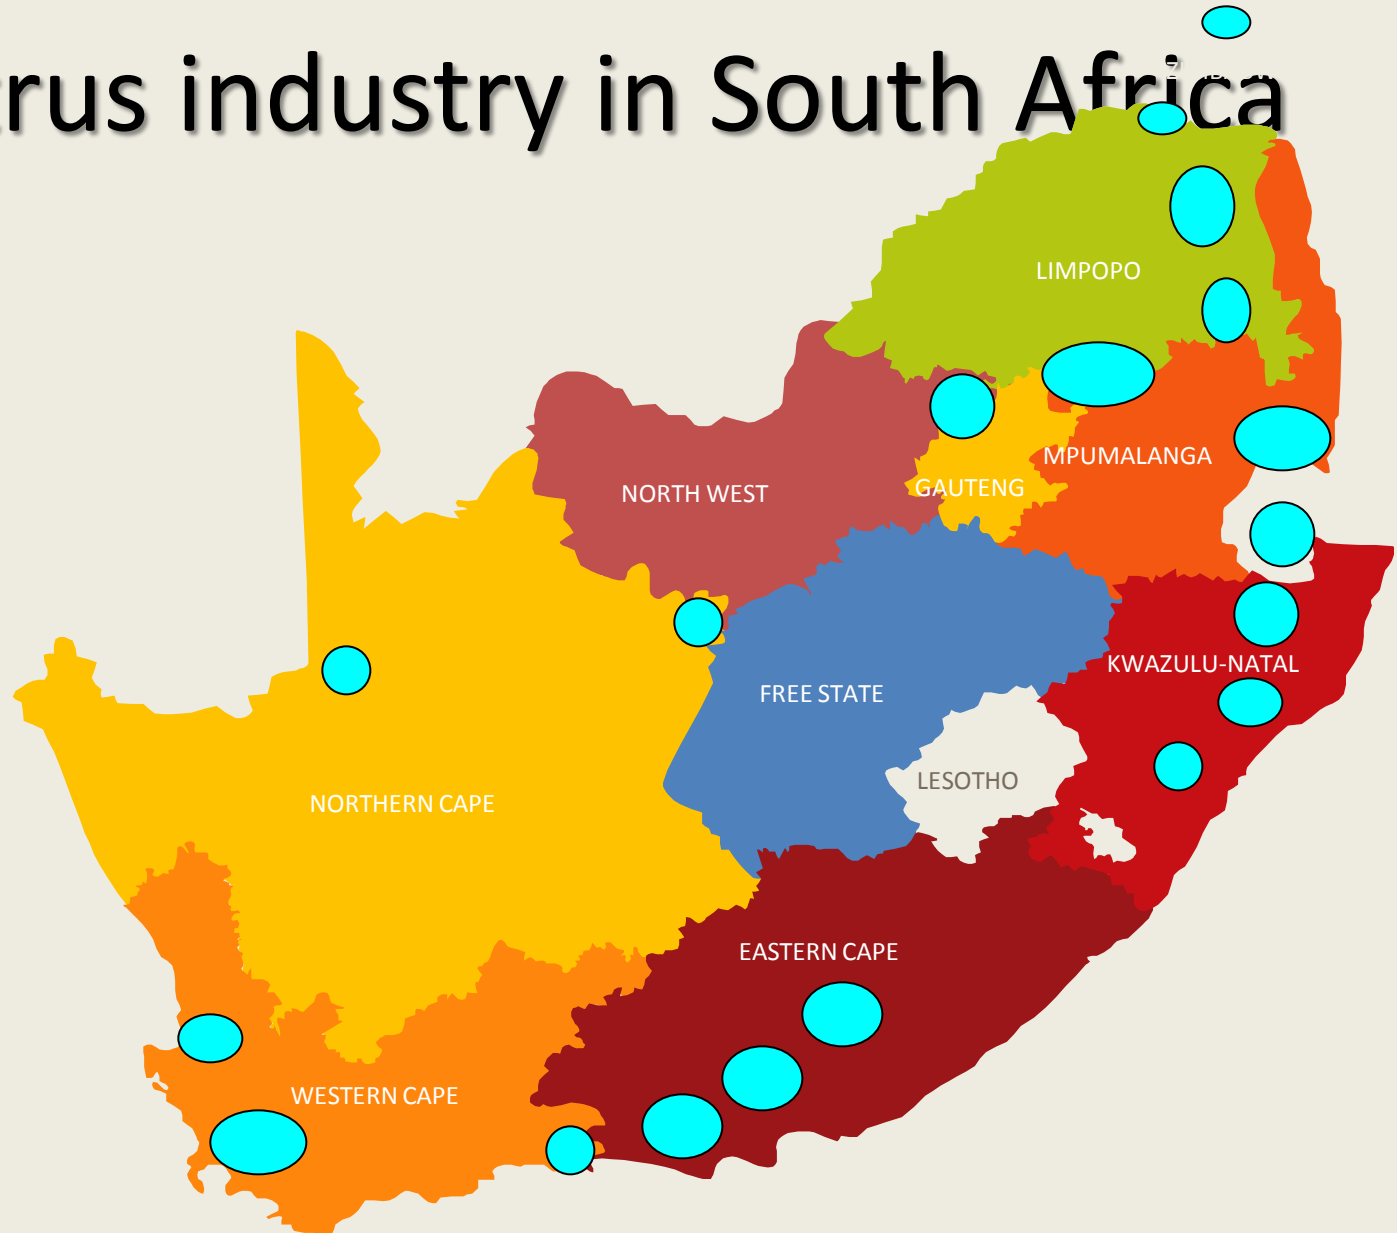 rus industry in South Africa
LIMPOPO
MPUMALANGA
NORTH WEST
GAUTENG
KWAZULU-NATAL
FREE STATE
LESOTHO
NORTHERN CAPE
EASTERN CAPE
WESTERN CAPE